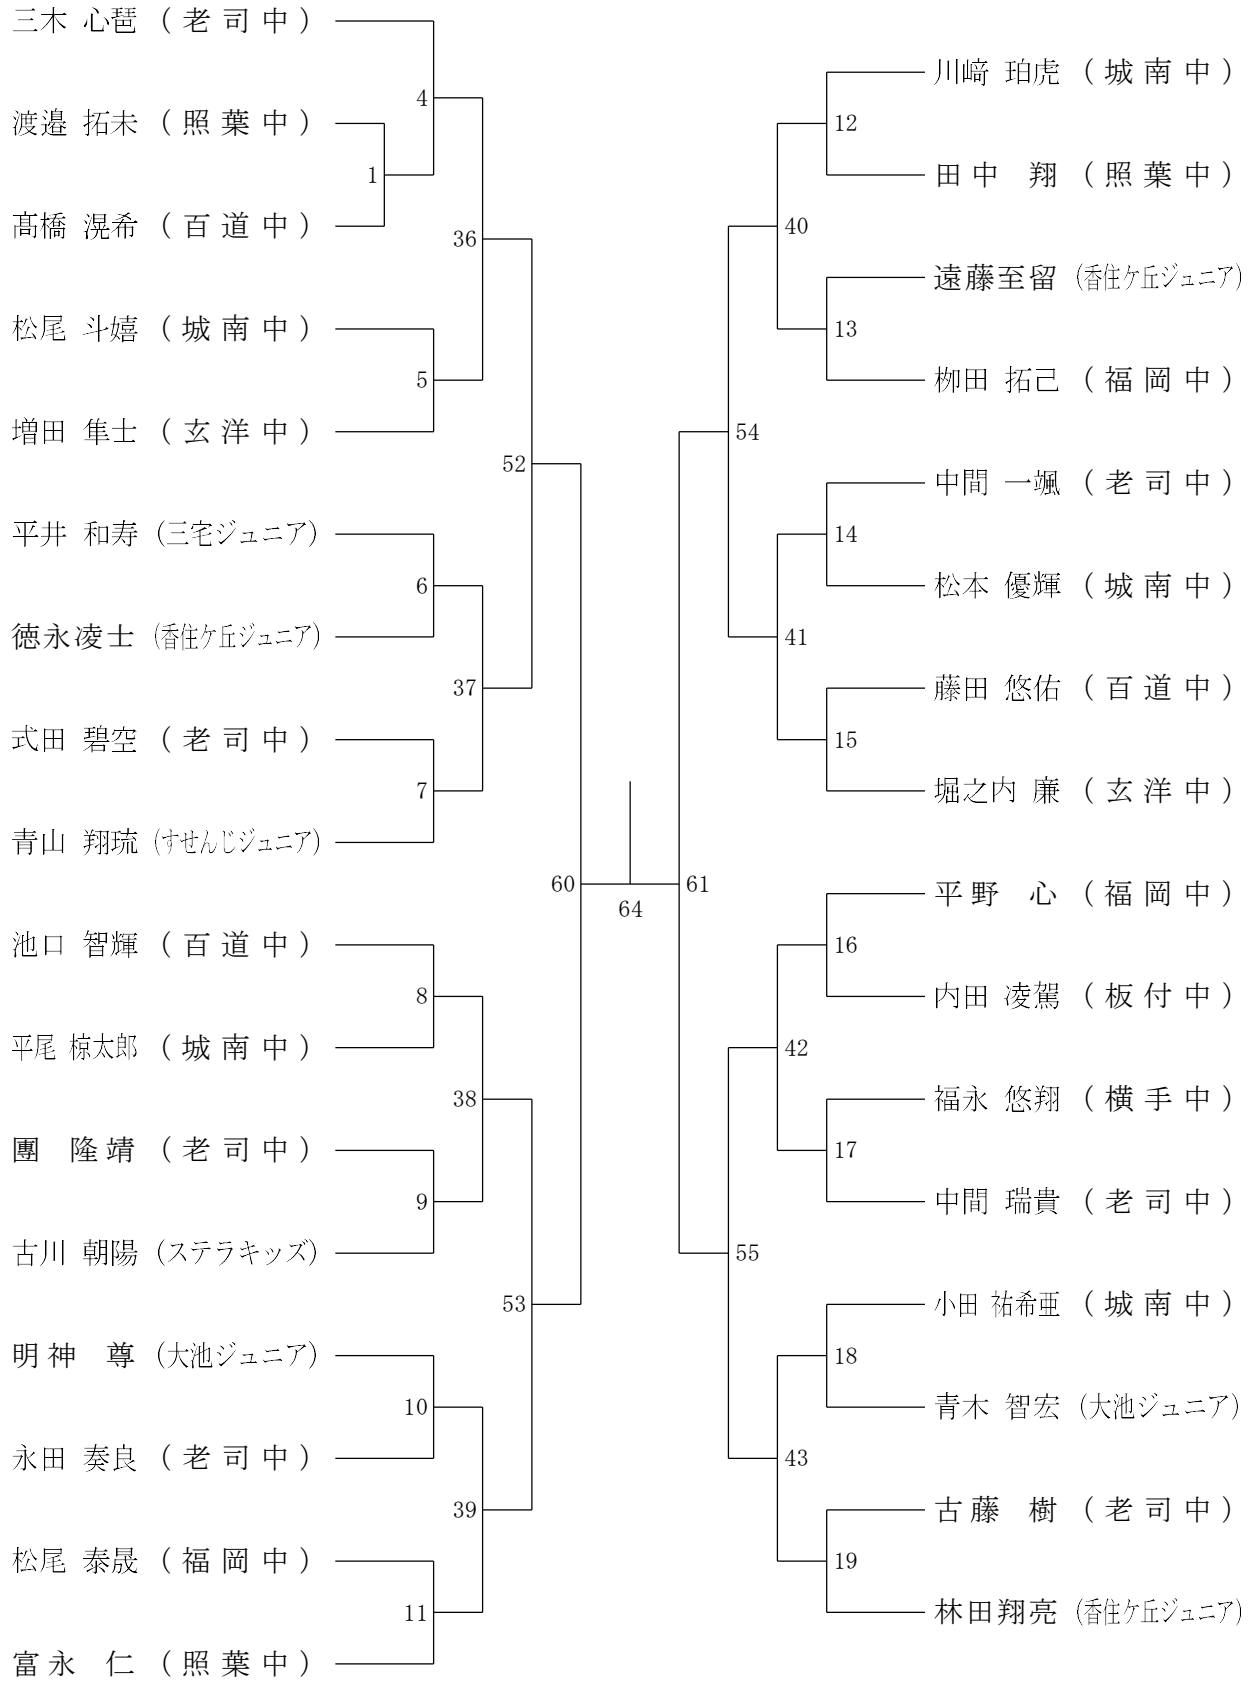 三木 心琶 （ 老 司 中 ）
渡邉 拓未 （ 照 葉 中 ）
髙橋 滉希 （ 百 道 中 ）
松尾 斗嬉 （ 城 南 中 ）
増田 隼士 （ 玄 洋 中 ）
平井 和寿 （三宅ジュニア）
徳永凌士 （香住ケ丘ジュニア）
式田 碧空 （ 老 司 中 ）
青山 翔琉 （すせんじジュニア）
池口 智輝 （ 百 道 中 ）
平尾 椋太郎 （ 城 南 中 ）
團 隆靖 （ 老 司 中 ）
古川 朝陽 （ステラキッズ）
明神 尊 （大池ジュニア）
永田 奏良 （ 老 司 中 ）
松尾 泰晟 （ 福 岡 中 ）
富永 仁 （ 照 葉 中 ）
1
4
5
6
7
8
9
10
11
36
37
38
39
52
53
60
64
61
54
55
40
41
42
43
12
13
14
15
16
17
18
19
川﨑 珀虎 （ 城 南 中 ）
田中 翔 （ 照 葉 中 ）
遠藤至留 （香住ケ丘ジュニア）
栁田 拓己 （ 福 岡 中 ）
中間 一颯 （ 老 司 中 ）
松本 優輝 （ 城 南 中 ）
藤田 悠佑 （ 百 道 中 ）
堀之内 廉 （ 玄 洋 中 ）
平野 心 （ 福 岡 中 ）
内田 凌駕 （ 板 付 中 ）
福永 悠翔 （ 横 手 中 ）
中間 瑞貴 （ 老 司 中 ）
小田 祐希亜 （ 城 南 中 ）
青木 智宏 （大池ジュニア）
古藤 樹 （ 老 司 中 ）
林田翔亮 （香住ケ丘ジュニア）